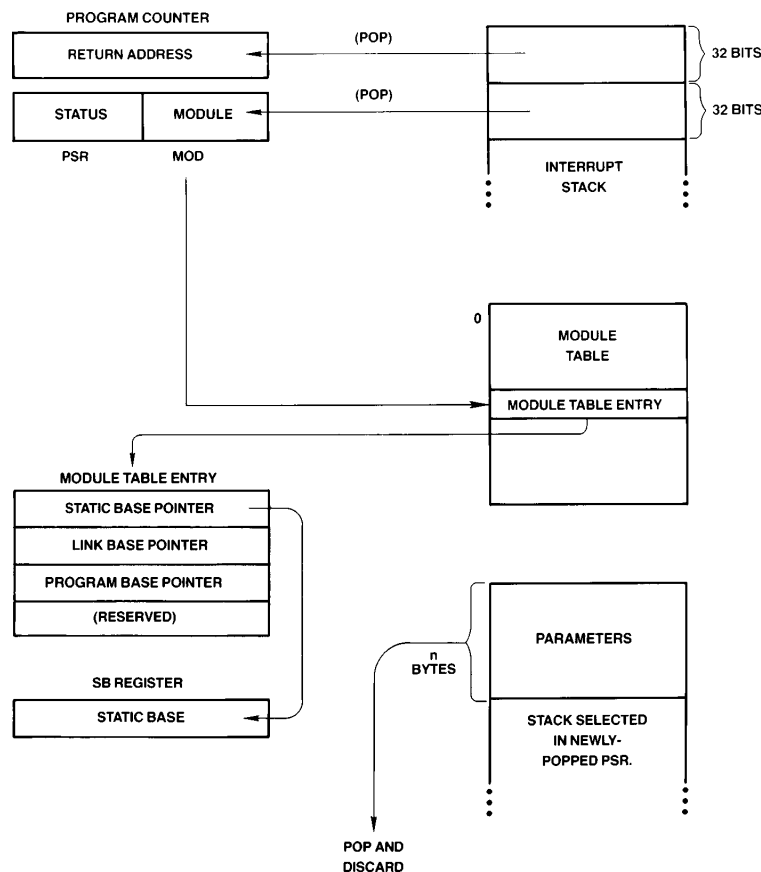 PROGRAM COUNTER
RETURN ADDRESS
(POP)
32 BITS
STATUS
MODULE
(POP)
32 BITS
PSR
MOD
INTERRUPT
STACK
0
MODULE
TABLE
MODULE TABLE ENTRY
MODULE TABLE ENTRY
STATIC BASE POINTER
LINK BASE POINTER
PROGRAM BASE POINTER
(RESERVED)
SB REGISTER
STATIC BASE
n
BYTES
PARAMETERS
STACK SELECTED
IN NEWLY-
POPPED PSR.
POP AND
DISCARD